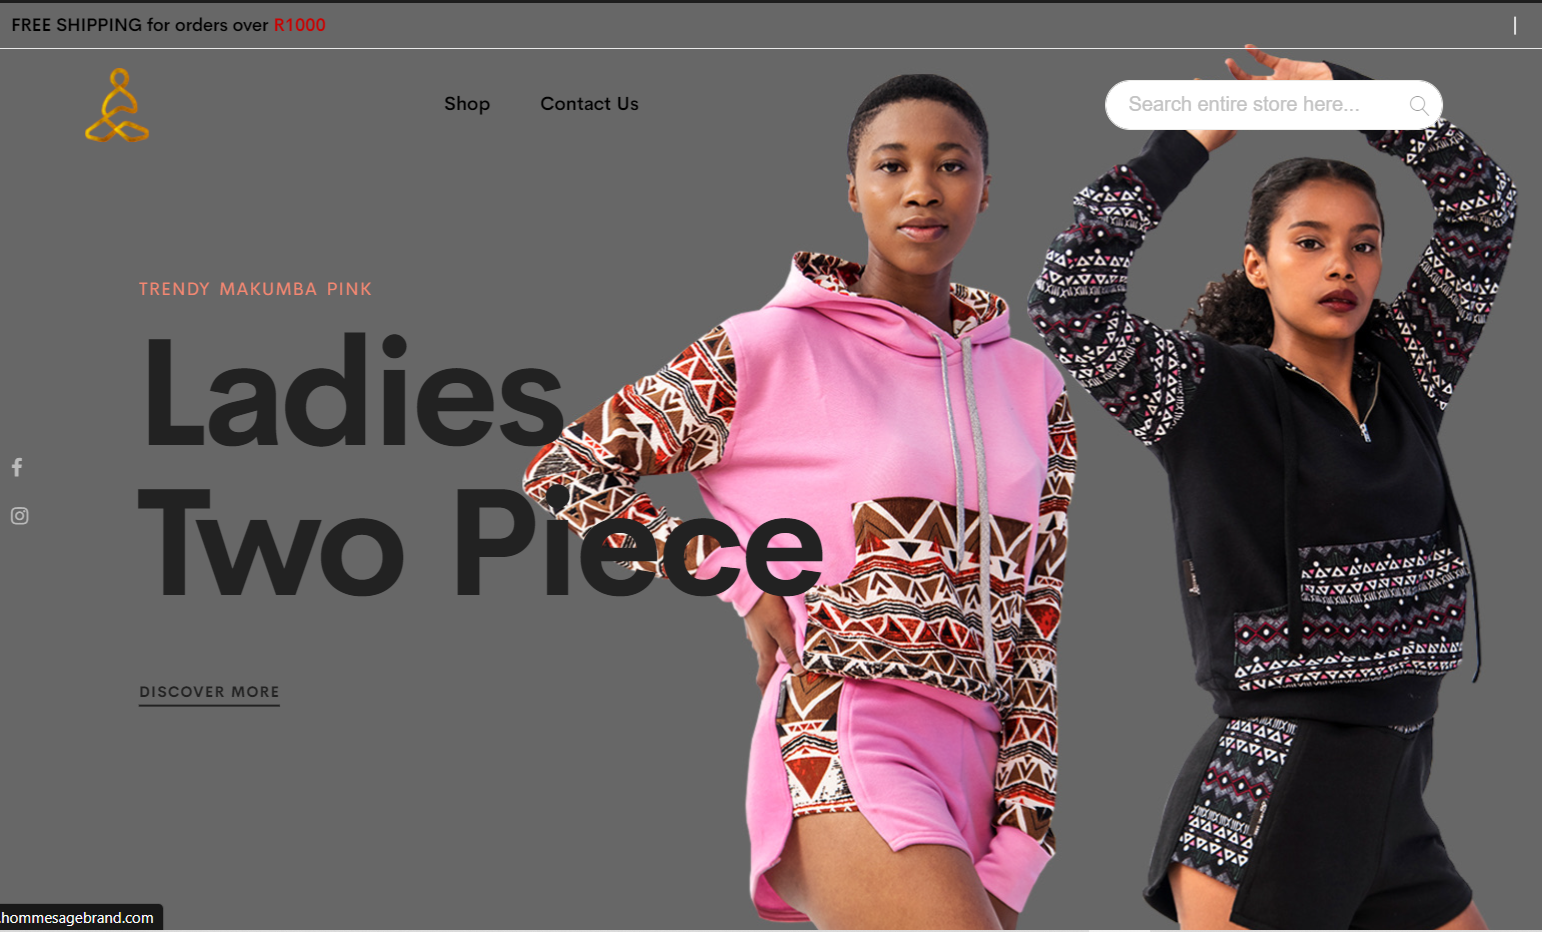 FREE SHIPPING for orders over R1000
Shop
Contact Us
Search entire store here...
TRENDY MAKUMBA PINK
Ladies
Two Piece
DISCOVER MORE
.hommesagebrand.com